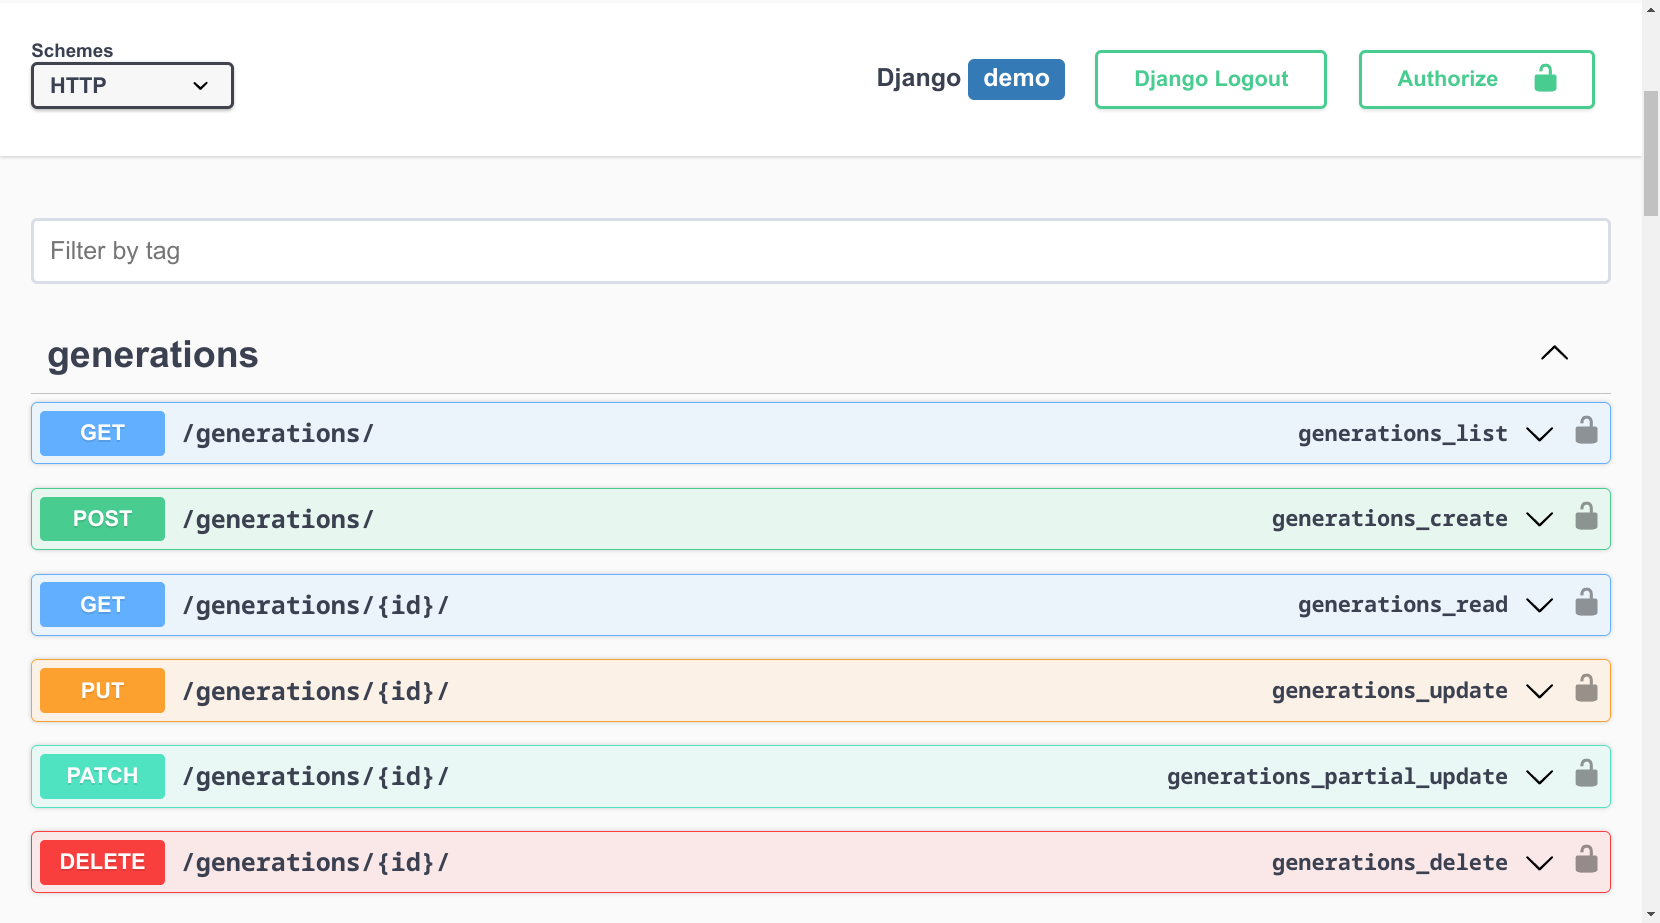 Schemes
HTTP
Django demo
Django Logout
Authorize
Filter by tag
generations
GET /generations/ generations_list
POST /generations/ generations_create
GET /generations/{id}/ generations_read
PUT /generations/{id}/ generations_update
PATCH /generations/{id}/ generations_partial_update
DELETE /generations/{id}/ generations_delete